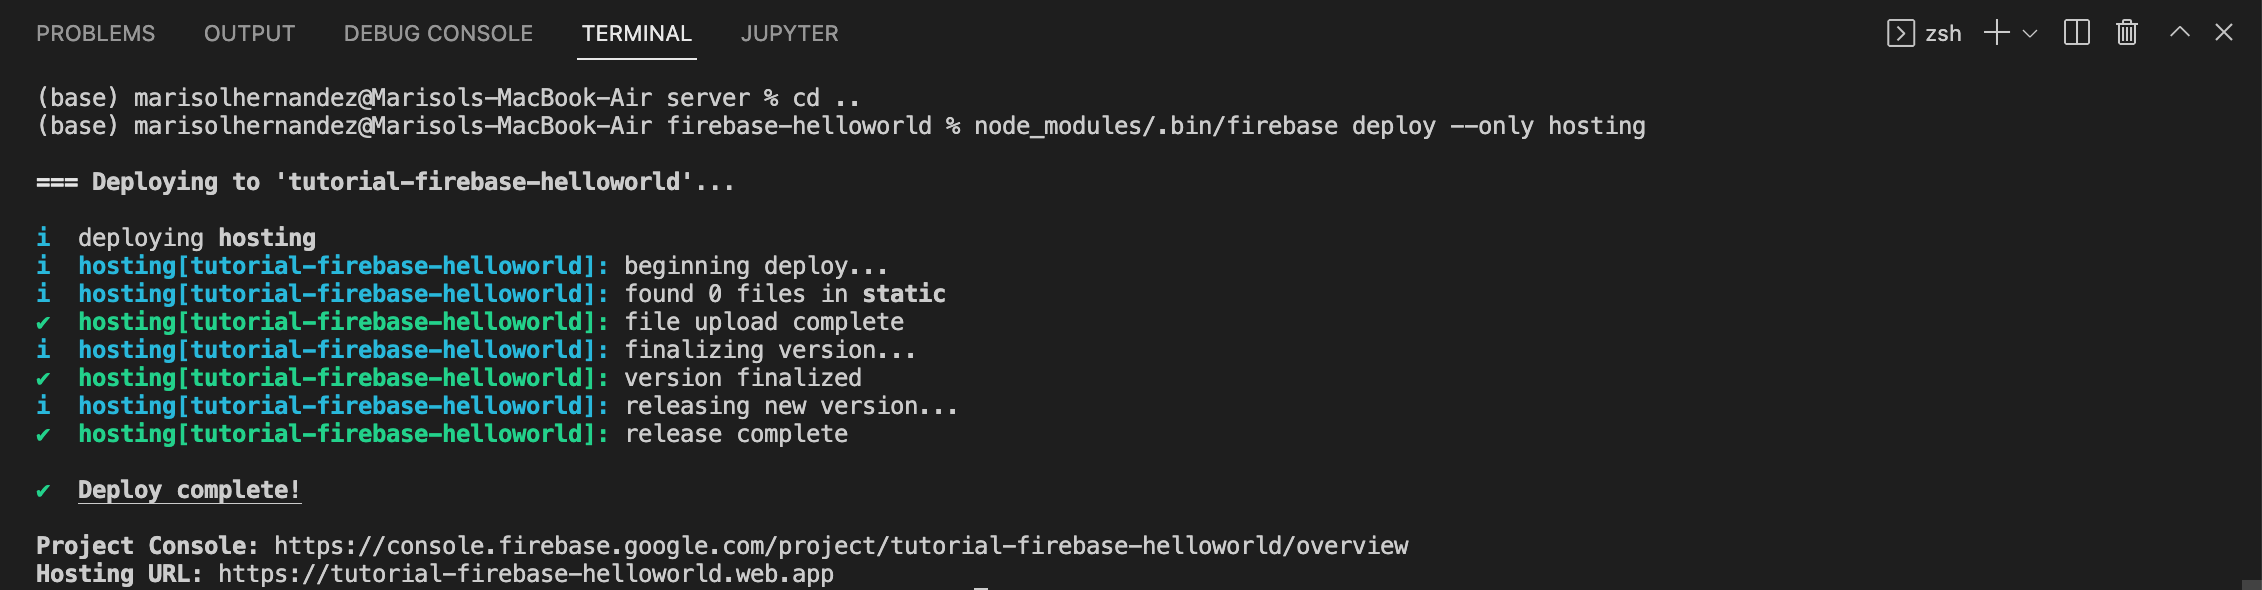 PROBLEMS OUTPUT DEBUG CONSOLE TERMINAL JUPYTER zsh
(base) marisolhernandez@Marisols-MacBook-Air server % cd ..
(base) marisolhernandez@Marisols-MacBook-Air firebase-helloworld % node_modules/.bin/firebase deploy --only hosting
=== Deploying to 'tutorial-firebase-helloworld'...
i deploying hosting
i hosting[tutorial-firebase-helloworld]: beginning deploy...
i hosting[tutorial-firebase-helloworld]: found 0 files in static
✔ hosting[tutorial-firebase-helloworld]: file upload complete
i hosting[tutorial-firebase-helloworld]: finalizing version...
✔ hosting[tutorial-firebase-helloworld]: version finalized
i hosting[tutorial-firebase-helloworld]: releasing new version...
✔ hosting[tutorial-firebase-helloworld]: release complete
✔ Deploy complete!
Project Console: https://console.firebase.google.com/project/tutorial-firebase-helloworld/overview
Hosting URL: https://tutorial-firebase-helloworld.web.app